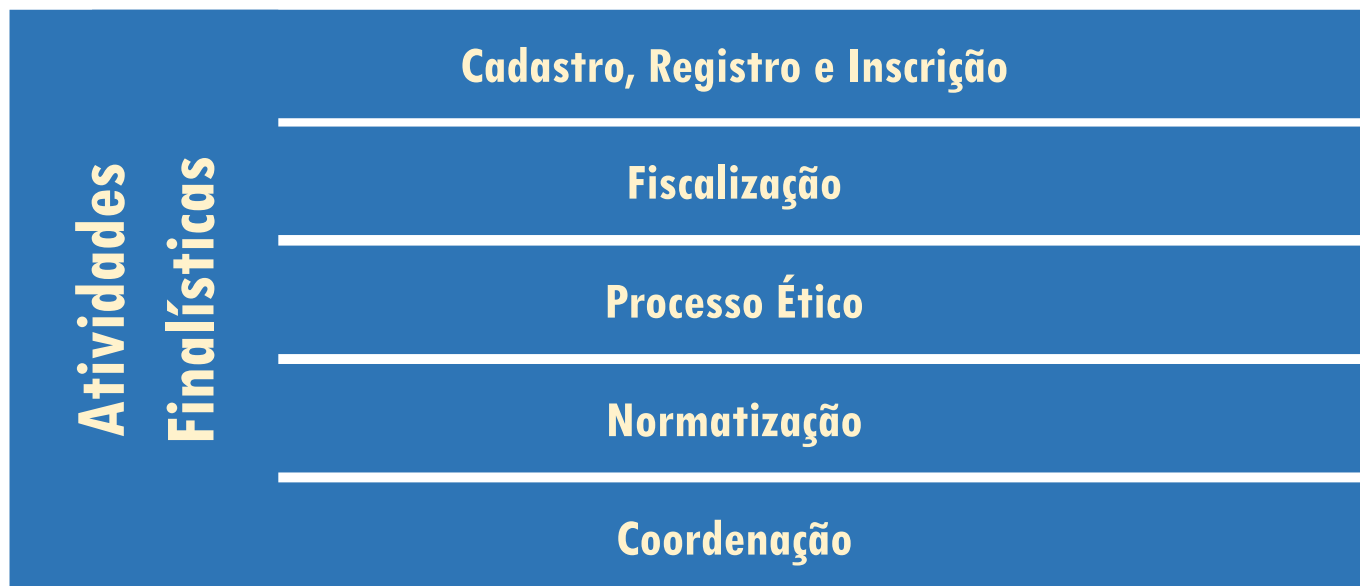 Atividades
Finalísticas
Cadastro, Registro e Inscrição
Fiscalização
Processo Ético
Normatização
Coordenação